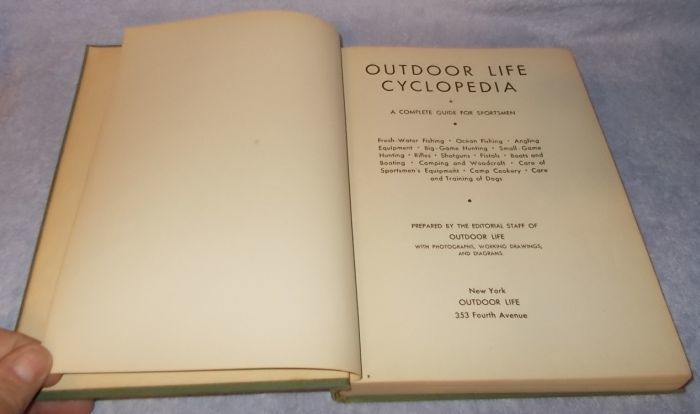 OUTDOOR LIFE
CYCLOPEDIA
A COMPLETE GUIDE FOR SPORTSMEN
Fresh-Water Fishing • Ocean Fishing • Angling
Equipment • Big-Game Hunting • Small-Game
Hunting • Rifles • Shotguns • Pistols • Boats and
Boating • Camping and Woodcraft • Care of
Sportsmen's Equipment • Camp Cookery • Care
and Training of Dogs
PREPARED BY THE EDITORIAL STAFF OF
OUTDOOR LIFE
WITH PHOTOGRAPHS, WORKING DRAWINGS,
AND DIAGRAMS
New York
OUTDOOR LIFE
353 Fourth Avenue